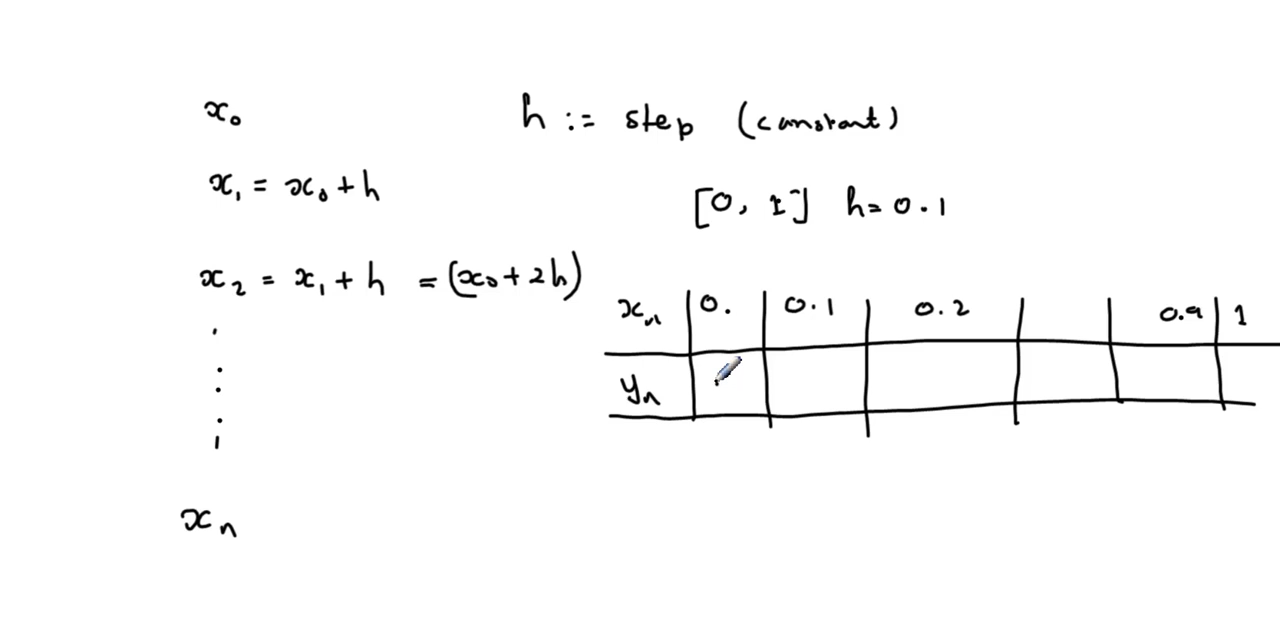 x₀
h := step (constant)
x₁ = x₀ + h
[0, 1] h = 0.1
x₂ = x₁ + h = (x₀ + 2h)
xₙ 0. 0.1 0.2 0.9 1
yₙ
xₙ